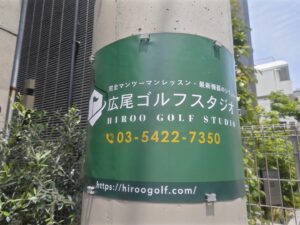 完全マンツーマンレッスン・最新機器の
広尾ゴルフスタジオ
HIROO GOLF STUDIO
03-5422-7350
https://hiroogolf.com/